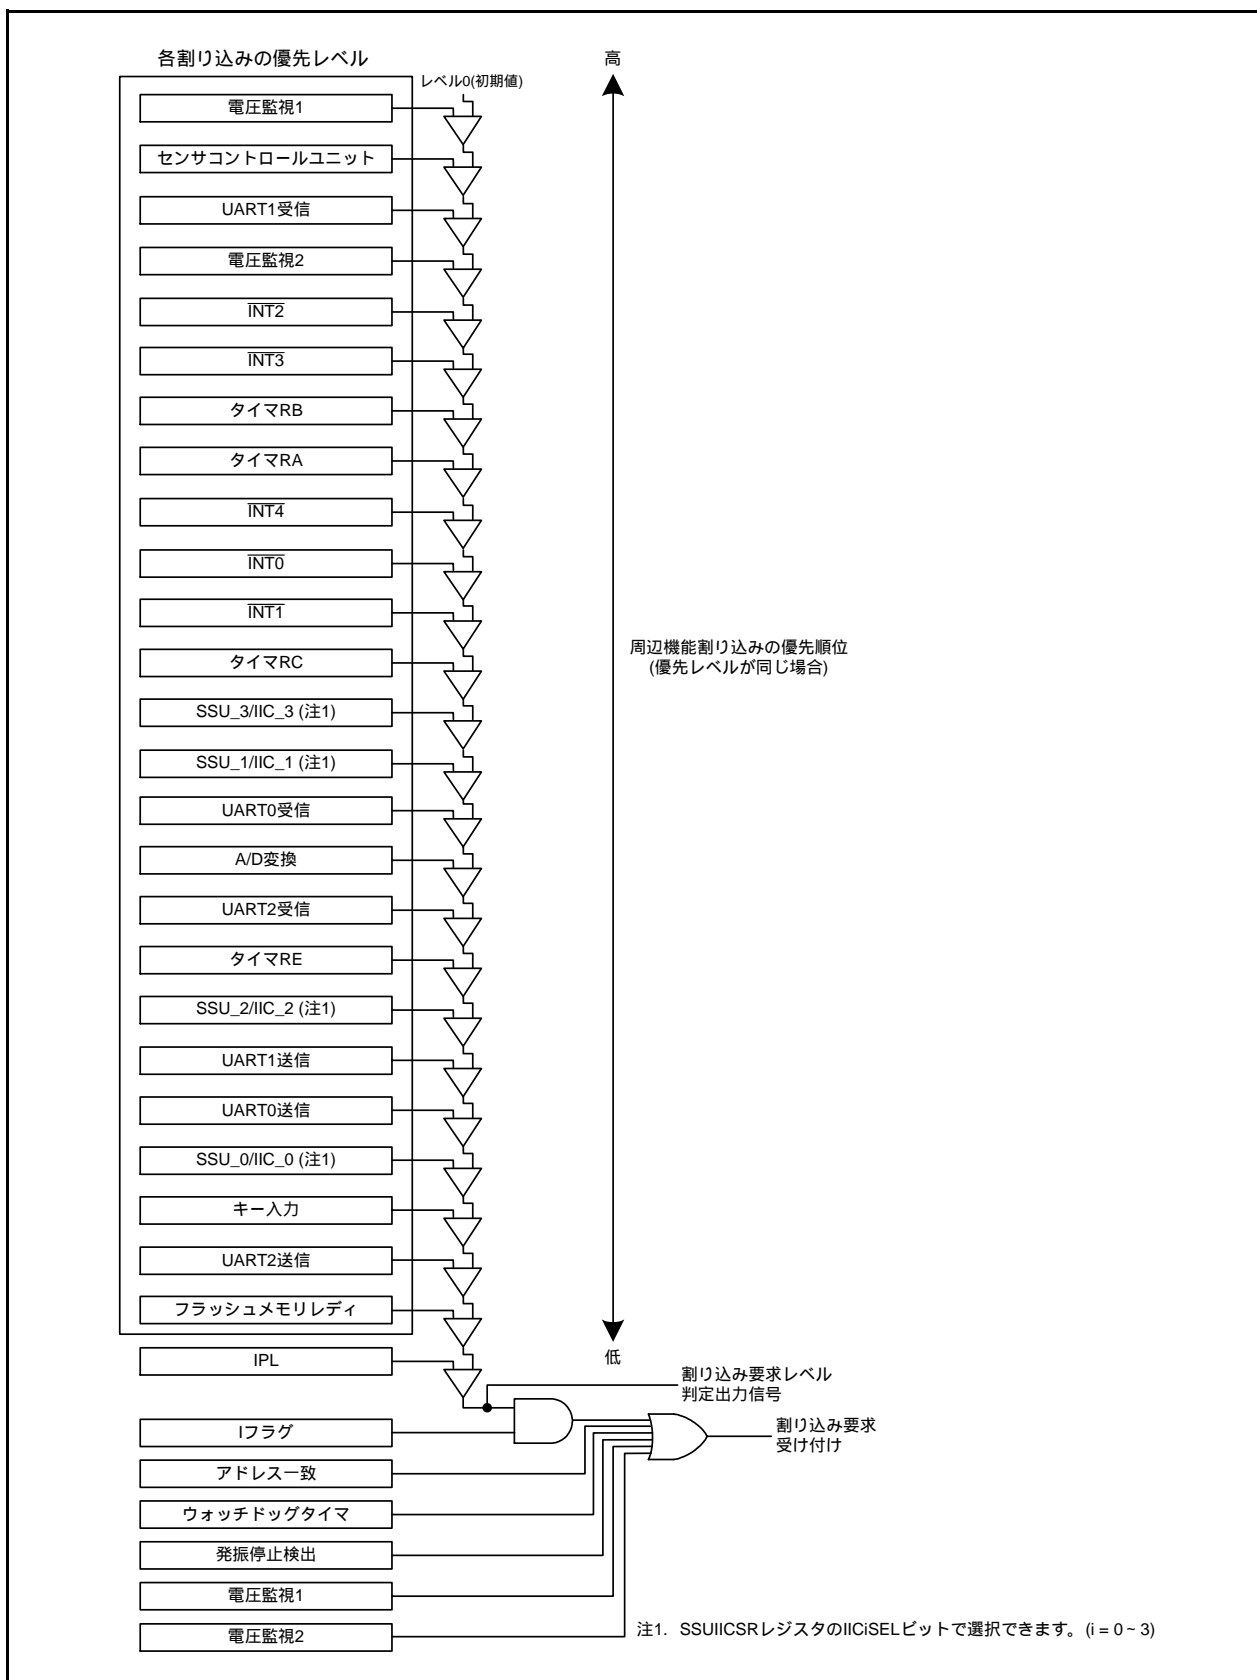 各割り込みの優先レベル
レベル0(初期値)
高
電圧監視1
センサコントロールユニット
UART1受信
電圧監視2
INT2
INT3
タイマRB
タイマRA
INT4
INT0
INT1
周辺機能割り込みの優先順位
(優先レベルが同じ場合)
タイマRC
SSU_3/IIC_3 (注1)
SSU_1/IIC_1 (注1)
UART0受信
A/D変換
UART2受信
タイマRE
SSU_2/IIC_2 (注1)
UART1送信
UART0送信
SSU_0/IIC_0 (注1)
キー入力
UART2送信
フラッシュメモリレディ
低
IPL
割り込み要求レベル
判定出力信号
Iフラグ
割り込み要求
受け付け
アドレス一致
ウォッチドッグタイマ
発振停止検出
電圧監視1
電圧監視2
注1. SSUIICSRレジスタのIICiSELビットで選択できます。(i = 0 ~ 3)